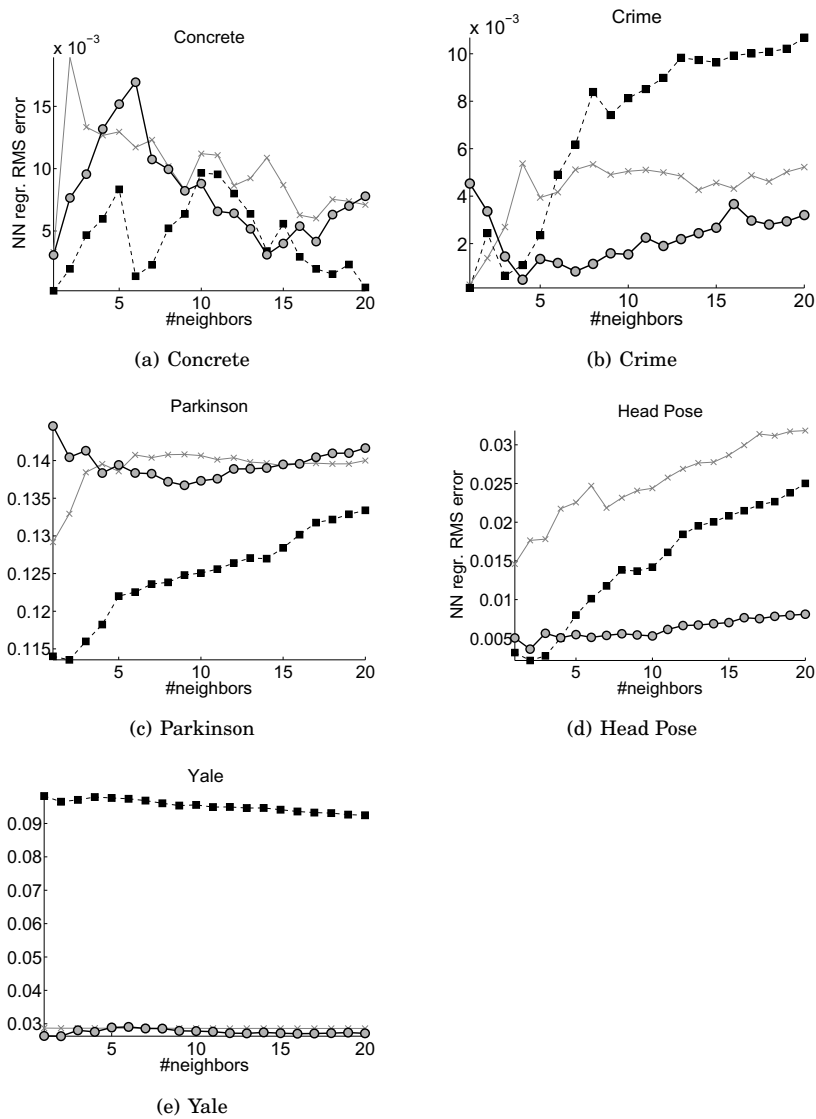 Concrete
x 10⁻³
15
10
5
NN regr. RMS error
5 10 15 20
#neighbors
(a) Concrete
Crime
x 10⁻³
10
8
6
4
2
5 10 15 20
#neighbors
(b) Crime
Parkinson
0.14
0.135
0.13
0.125
0.12
0.115
5 10 15 20
#neighbors
(c) Parkinson
Head Pose
0.03
0.025
0.02
0.015
0.01
0.005
NN regr. RMS error
5 10 15 20
#neighbors
(d) Head Pose
Yale
0.09
0.08
0.07
0.06
0.05
0.04
0.03
5 10 15 20
#neighbors
(e) Yale